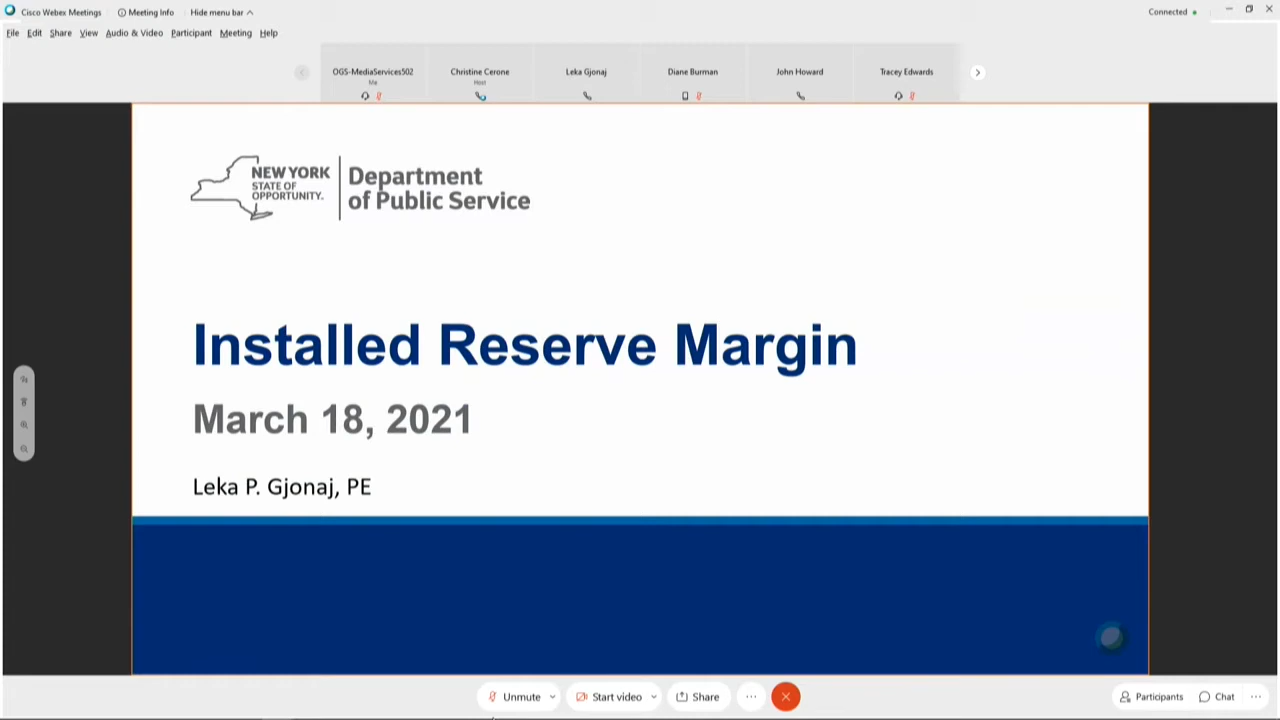 Cisco Webex Meetings
Meeting Info
Hide menu bar
Connected
File Edit Share View Audio & Video Participant Meeting Help
OGS-MediaServices502
Me
Christine Cerone
Host
Leka Gjonaj
Diane Burman
John Howard
Tracey Edwards
NEW YORK
STATE OF
OPPORTUNITY.
Department
of Public Service
Installed Reserve Margin
March 18, 2021
Leka P. Gjonaj, PE
Unmute
Start video
Share
Participants
Chat